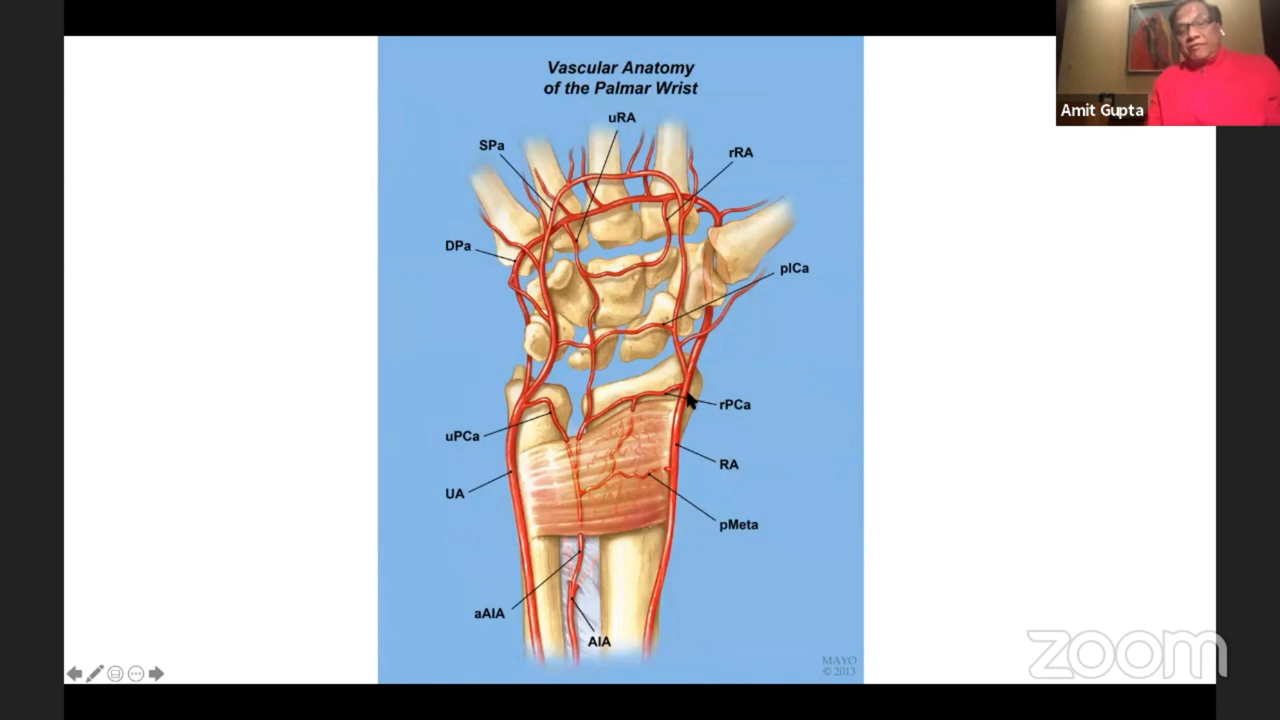 Vascular Anatomy
of the Palmar Wrist
uRA
SPa
rRA
DPa
pICa
rPCa
uPCa
RA
UA
pMeta
aAIA
AIA
MAYO
© 2013
Amit Gupta
zoom